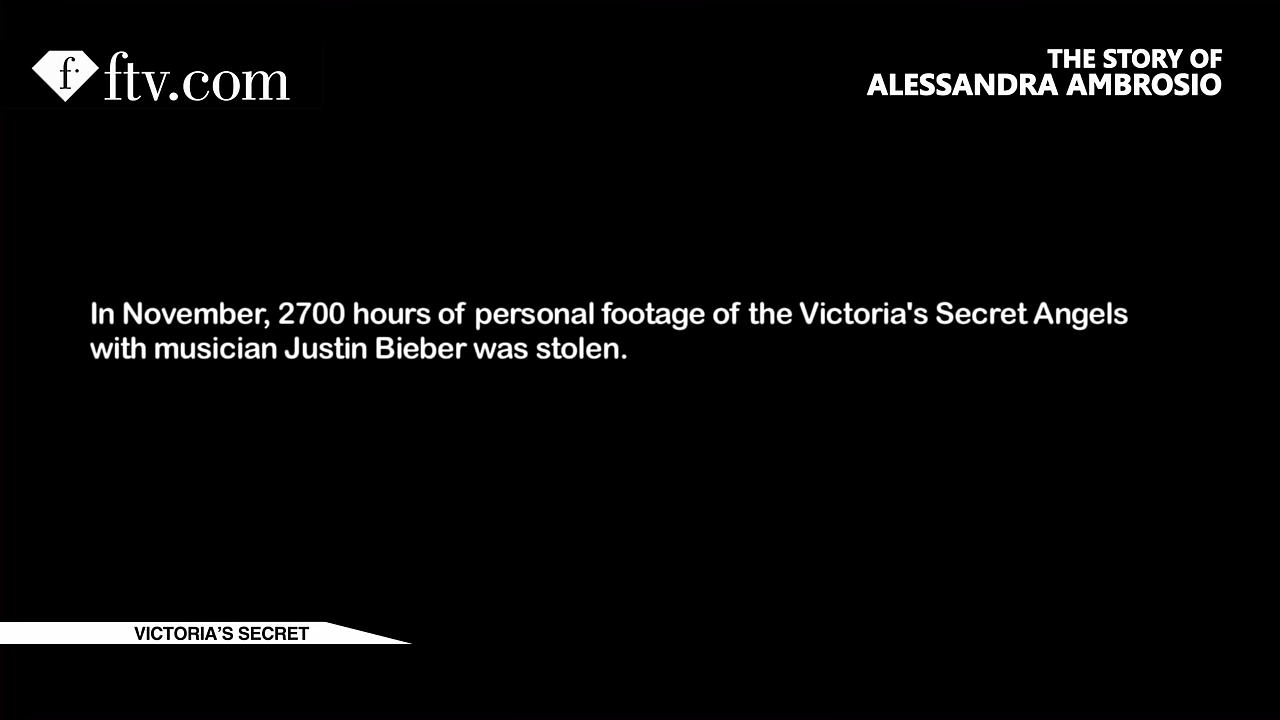 f.
ftv.com
THE STORY OF
ALESSANDRA AMBROSIO
In November, 2700 hours of personal footage of the Victoria's Secret Angels
with musician Justin Bieber was stolen.
VICTORIA'S SECRET